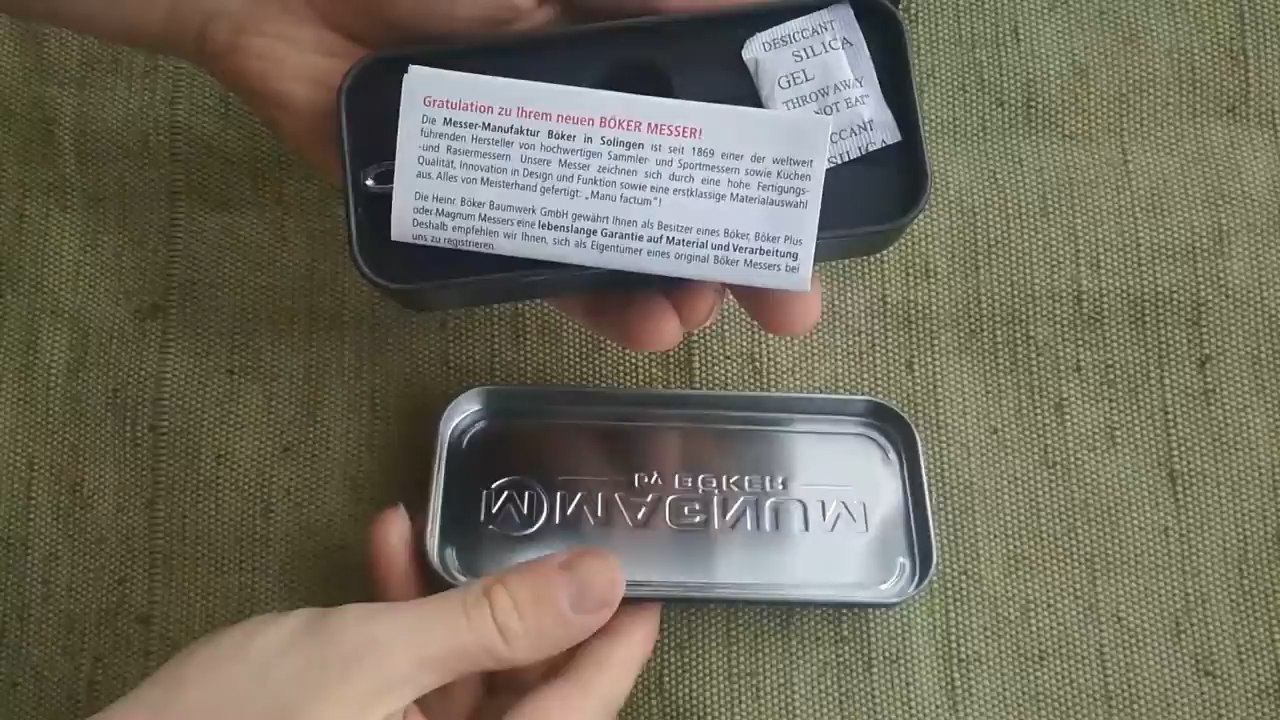 Gratulation zu Ihrem neuen BÖKER MESSER!
Die Messer-Manufaktur Böker in Solingen ist seit 1869 einer der weltweit
führenden Hersteller von hochwertigen Sammler- und Sportmessern sowie Küchen
-und Rasiermessern. Unsere Messer zeichnen sich durch eine hohe Fertigungs-
Qualität, Innovation in Design und Funktion sowie eine erstklassige Materialauswahl
aus. Alles von Meisterhand gefertigt: „Manu factum"!
Die Heinr. Böker Baumwerk GmbH gewährt Ihnen als Besitzer eines Böker, Böker Plus
oder Magnum Messers eine lebenslange Garantie auf Material und Verarbeitung.
Deshalb empfehlen wir Ihnen, sich als Eigentümer eines original Böker Messers bei
uns zu registrieren.
DESICCANT
SILICA
GEL
THROW AWAY
NOT EAT"
CCANT
SILICA
by BÖKER
M MAGNUM